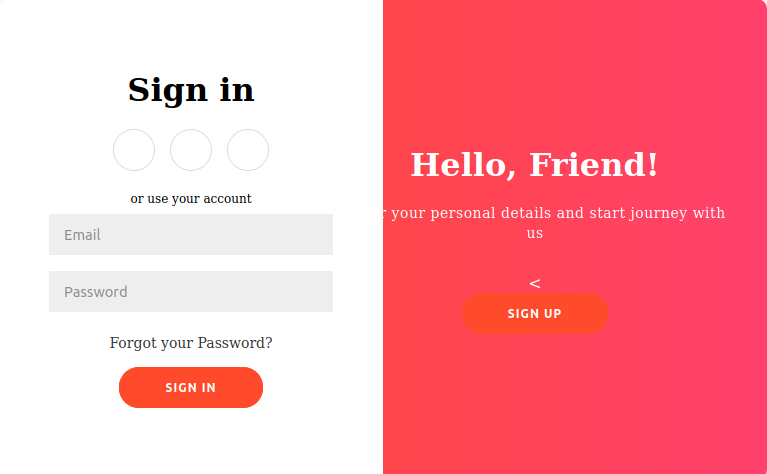 Sign in
or use your account
Email
Password
Forgot your Password?
SIGN IN
Hello, Friend!
your personal details and start journey with
us
<
SIGN UP